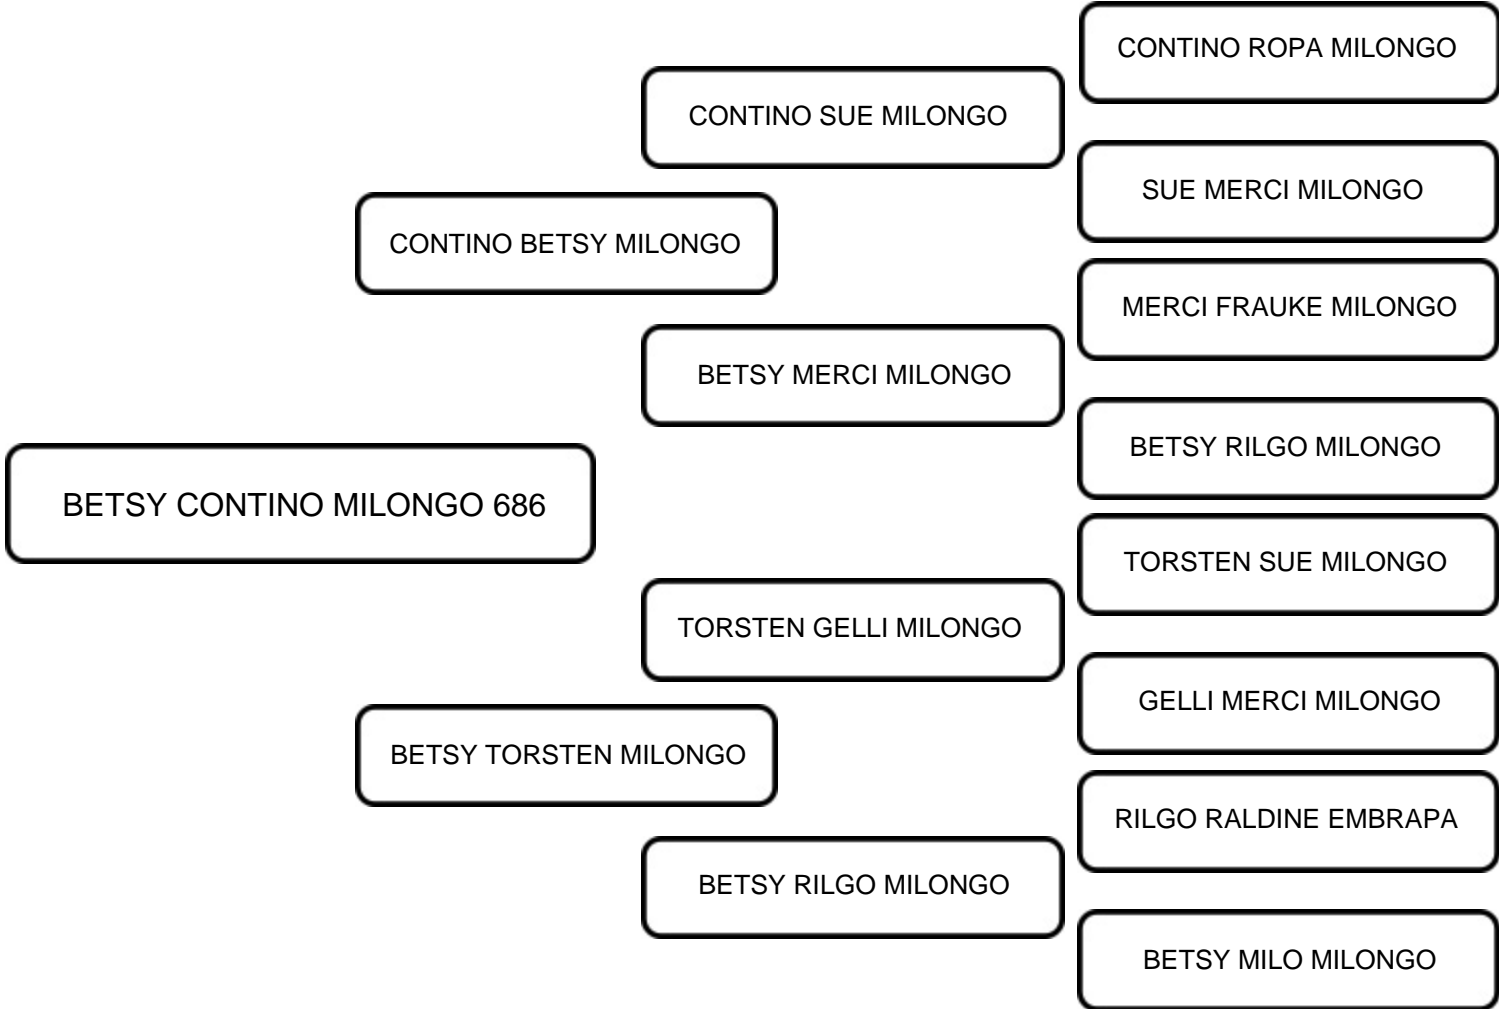 CONTINO ROPA MILONGO
CONTINO SUE MILONGO
SUE MERCI MILONGO
CONTINO BETSY MILONGO
MERCI FRAUKE MILONGO
BETSY MERCI MILONGO
BETSY RILGO MILONGO
BETSY CONTINO MILONGO 686
TORSTEN SUE MILONGO
TORSTEN GELLI MILONGO
GELLI MERCI MILONGO
BETSY TORSTEN MILONGO
RILGO RALDINE EMBRAPA
BETSY RILGO MILONGO
BETSY MILO MILONGO